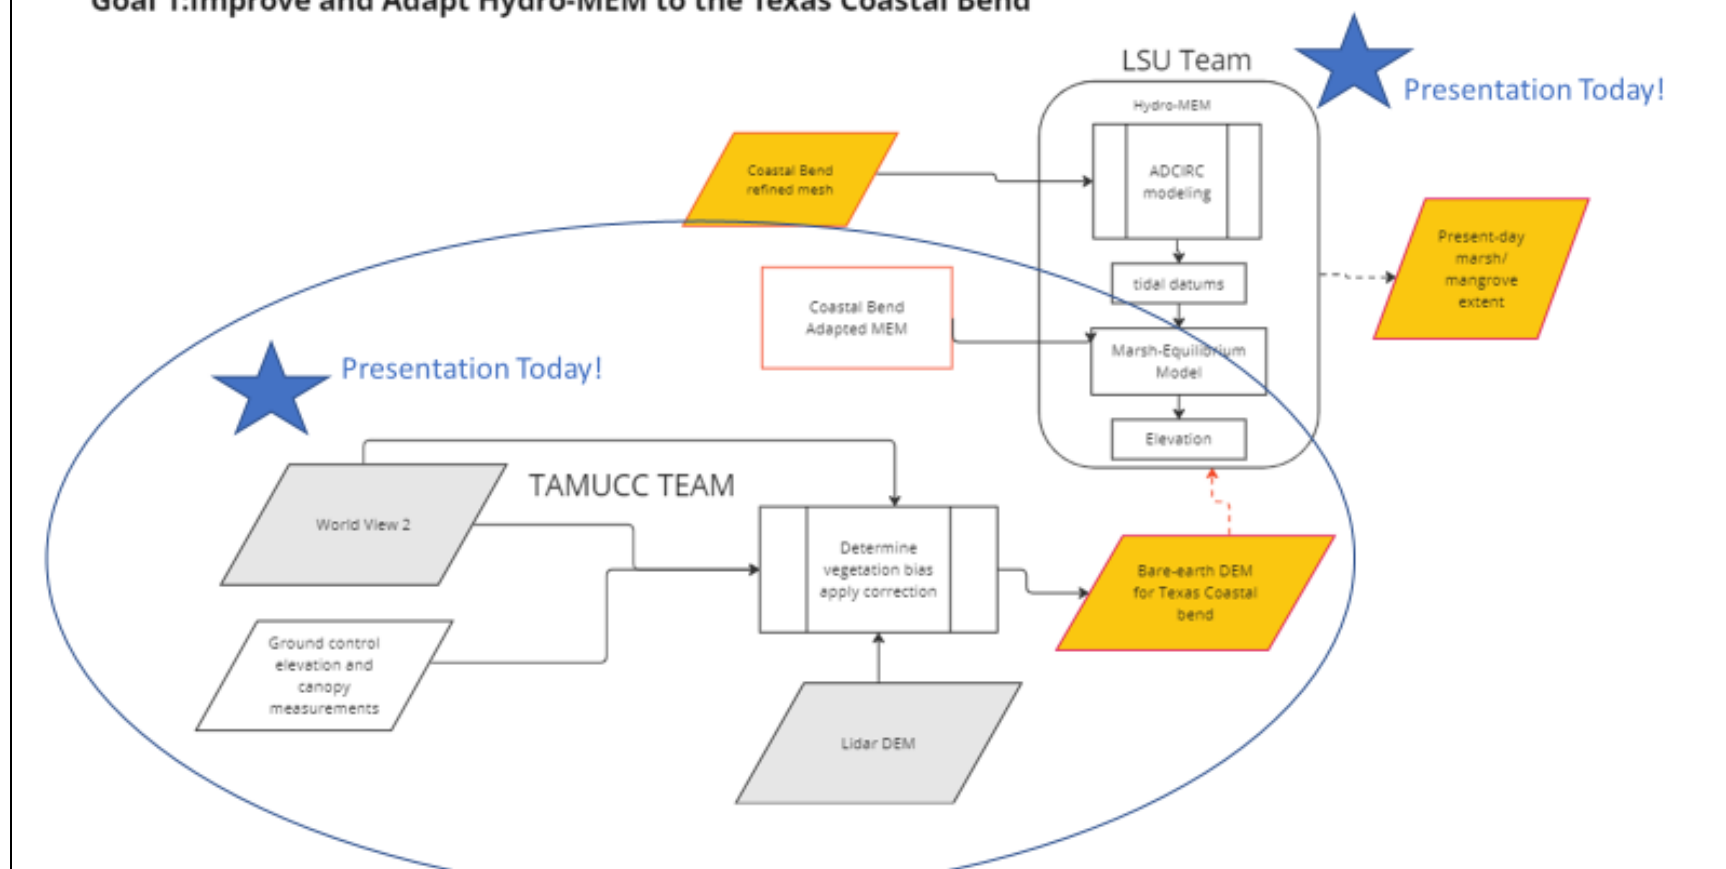 Goal 1:Improve and Adapt Hydro-MEM to the Texas Coastal Bend
LSU Team
Presentation Today!
Hydro-MEM
Coastal Bend
refined mesh
ADCIRC
modeling
Present-day
marsh/
mangrove
extent
tidal datums
Coastal Bend
Adapted MEM
Marsh-Equilibrium
Model
Presentation Today!
Elevation
TAMUCC TEAM
World View 2
Determine
vegetation bias
apply correction
Bare-earth DEM
for Texas Coastal
bend
Ground control
elevation and
canopy
measurements
Lidar DEM